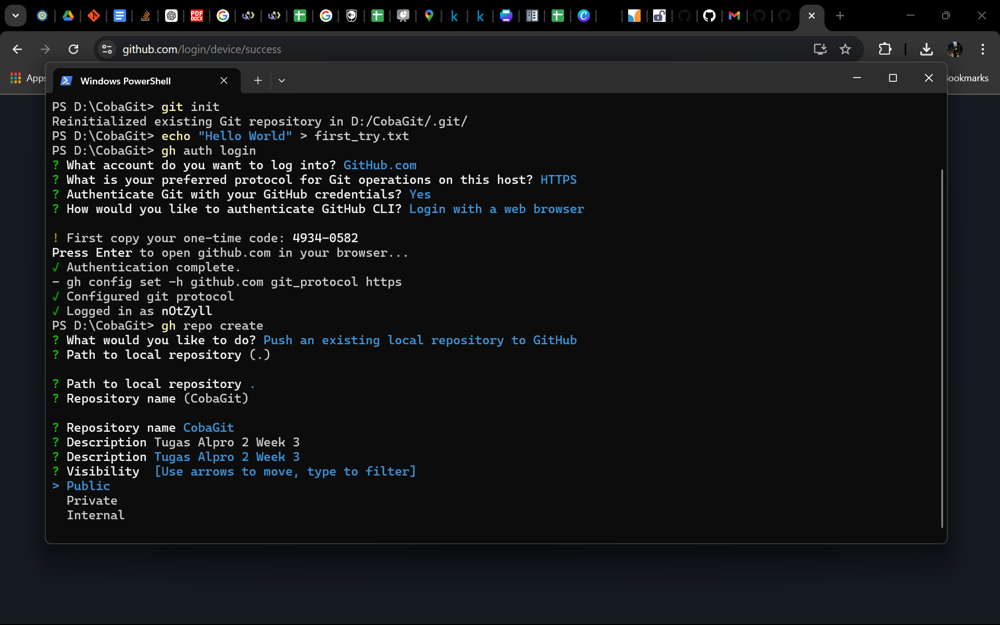 github.com/login/device/success
Apps
Bookmarks
Windows PowerShell
PS D:\CobaGit> git init
Reinitialized existing Git repository in D:/CobaGit/.git/
PS D:\CobaGit> echo "Hello World" > first_try.txt
PS D:\CobaGit> gh auth login
? What account do you want to log into? GitHub.com
? What is your preferred protocol for Git operations on this host? HTTPS
? Authenticate Git with your GitHub credentials? Yes
? How would you like to authenticate GitHub CLI? Login with a web browser
! First copy your one-time code: 4934-0582
Press Enter to open github.com in your browser...
✓ Authentication complete.
- gh config set -h github.com git_protocol https
✓ Configured git protocol
✓ Logged in as nOtZyll
PS D:\CobaGit> gh repo create
? What would you like to do? Push an existing local repository to GitHub
? Path to local repository (.)
? Path to local repository .
? Repository name (CobaGit)
? Repository name CobaGit
? Description Tugas Alpro 2 Week 3
? Description Tugas Alpro 2 Week 3
? Visibility  [Use arrows to move, type to filter]
> Public
Private
Internal